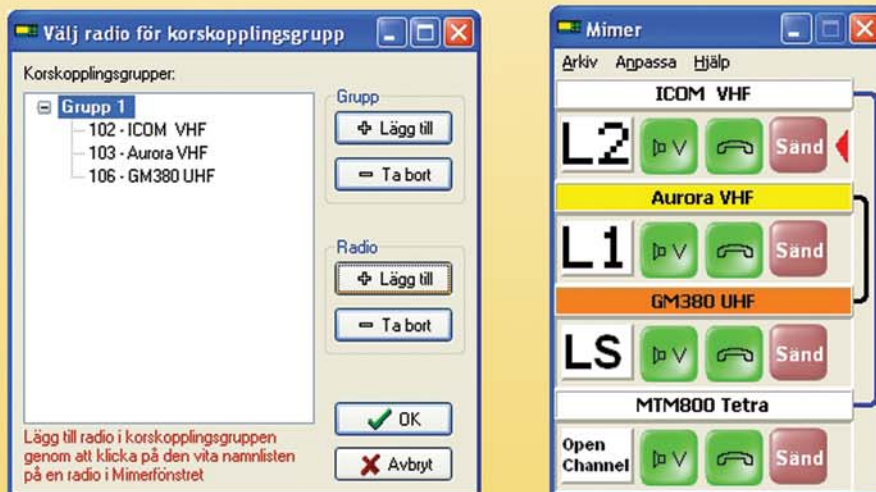 Välj radio för korskopplingsgrupp
Korskopplingsgrupper:
Grupp 1
102 - ICOM VHF
103 - Aurora VHF
106 - GM380 UHF
Grupp
Lägg till
Ta bort
Radio
Lägg till
Ta bort
OK
Avbryt
Lägg till radio i korskopplingsgruppen
genom att klicka på den vita namnlisten
på en radio i Mimerfönstret
Mimer
Arkiv Anpassa Hjälp
ICOM VHF
L2 V Sänd
Aurora VHF
L1 V Sänd
GM380 UHF
LS V Sänd
MTM800 Tetra
Open
Channel V Sänd